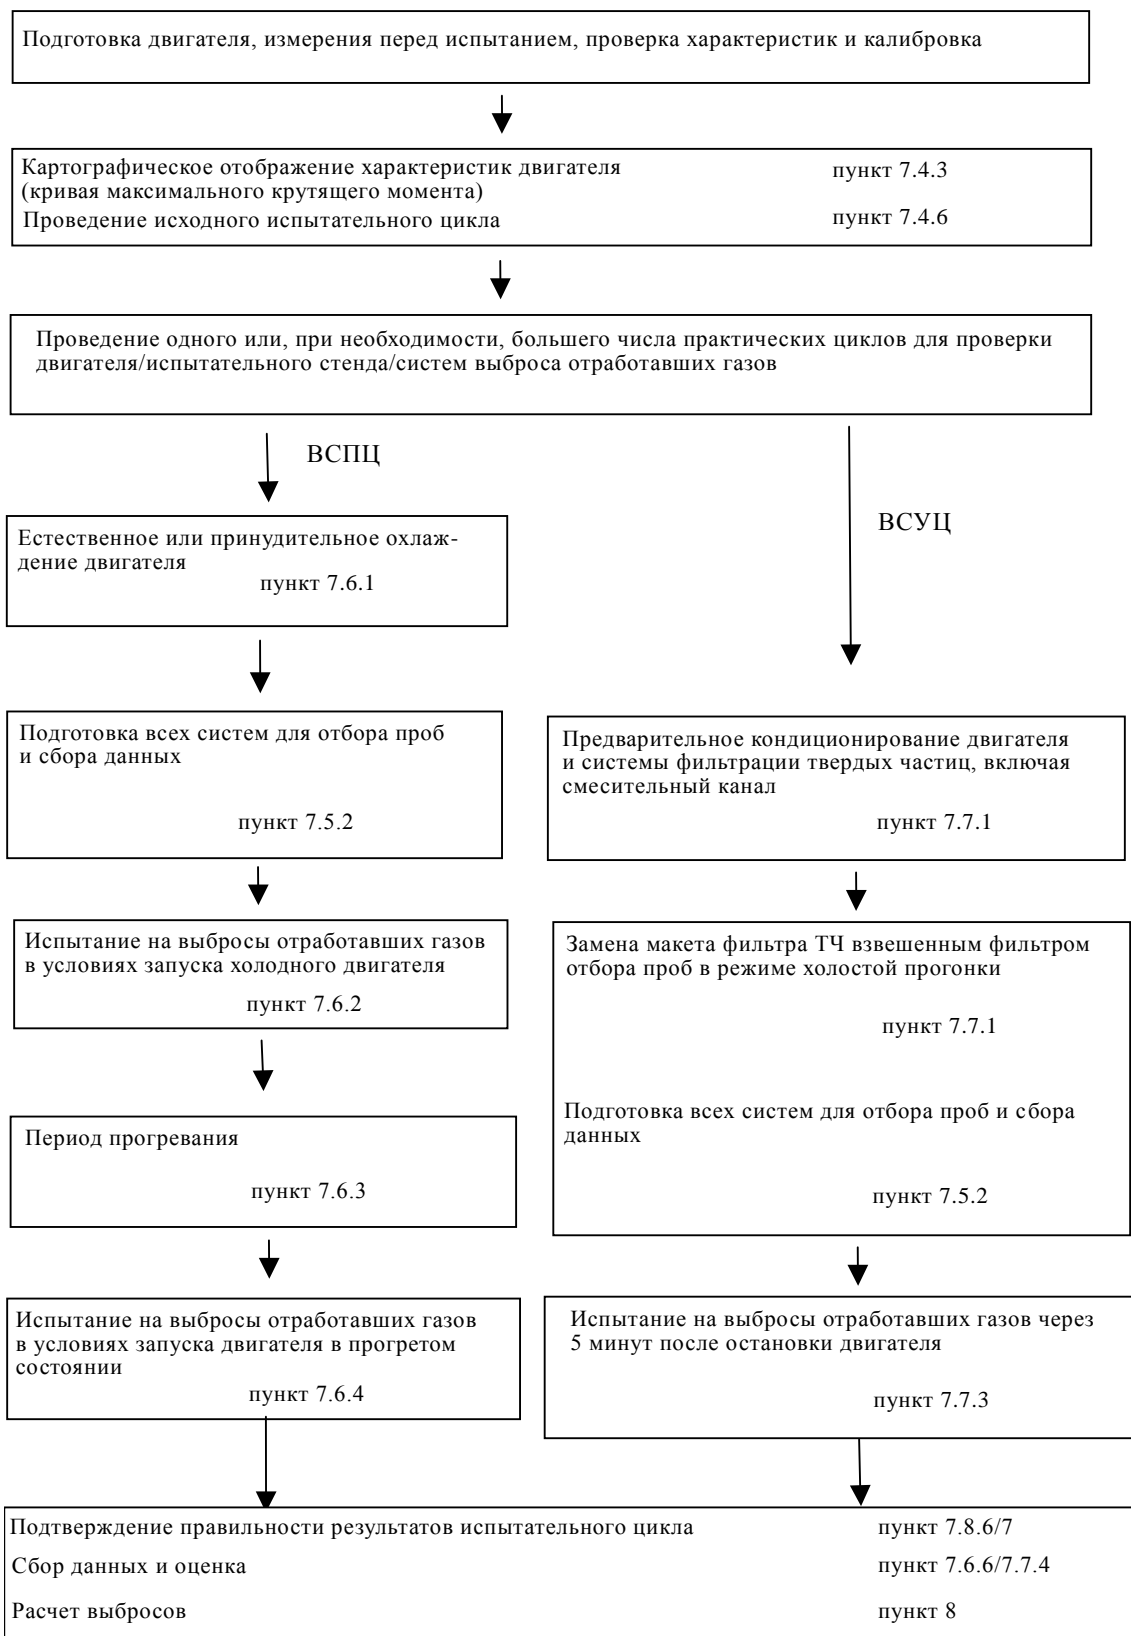 Подготовка двигателя, измерения перед испытанием, проверка характеристик и калибровка
Картографическое отображение характеристик двигателя
(кривая максимального крутящего момента)
пункт 7.4.3
Проведение исходного испытательного цикла
пункт 7.4.6
Проведение одного или, при необходимости, большего числа практических циклов для проверки
двигателя/испытательного стенда/систем выброса отработавших газов
ВСПЦ
Естественное или принудительное охлаж-
дение двигателя
пункт 7.6.1
Подготовка всех систем для отбора проб
и сбора данных
пункт 7.5.2
Испытание на выбросы отработавших газов
в условиях запуска холодного двигателя
пункт 7.6.2
Период прогревания
пункт 7.6.3
Испытание на выбросы отработавших газов
в условиях запуска двигателя в прогретом
состоянии
пункт 7.6.4
ВСУЦ
Предварительное кондиционирование двигателя
и системы фильтрации твердых частиц, включая
смесительный канал
пункт 7.7.1
Замена макета фильтра ТЧ взвешенным фильтром
отбора проб в режиме холостой прогонки
пункт 7.7.1
Подготовка всех систем для отбора проб и сбора
данных
пункт 7.5.2
Испытание на выбросы отработавших газов через
5 минут после остановки двигателя
пункт 7.7.3
Подтверждение правильности результатов испытательного цикла
пункт 7.8.6/7
Сбор данных и оценка
пункт 7.6.6/7.7.4
Расчет выбросов
пункт 8